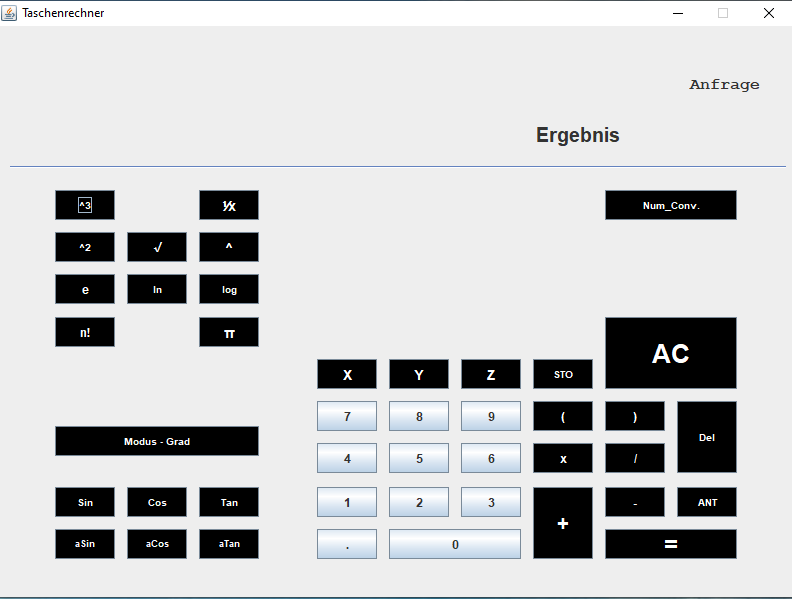 Taschenrechner
Anfrage
Ergebnis
^3 ⅟x Num_Conv.
^2 √ ^
e ln log
n! π AC
X Y Z STO
7 8 9 ( ) Del
Modus - Grad
4 5 6 x /
Sin Cos Tan 1 2 3 + - ANT
aSin aCos aTan . 0 =